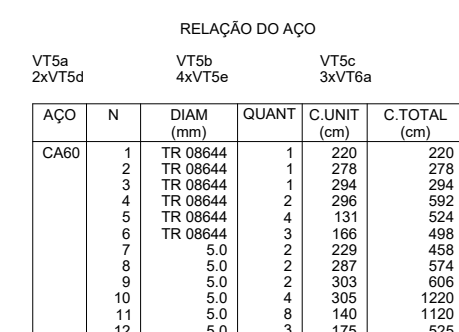 RELAÇÃO DO AÇO
VT5a VT5b VT5c
2xVT5d 4xVT5e 3xVT6a
AÇO N DIAM QUANT C.UNIT C.TOTAL
(mm) (cm) (cm)
CA60 1 TR 08644 1 220 220
2 TR 08644 1 278 278
3 TR 08644 1 294 294
4 TR 08644 2 296 592
5 TR 08644 4 131 524
6 TR 08644 3 166 498
7 5.0 2 229 458
8 5.0 2 287 574
9 5.0 2 303 606
10 5.0 4 305 1220
11 5.0 8 140 1120
12 5.0 3 175 525